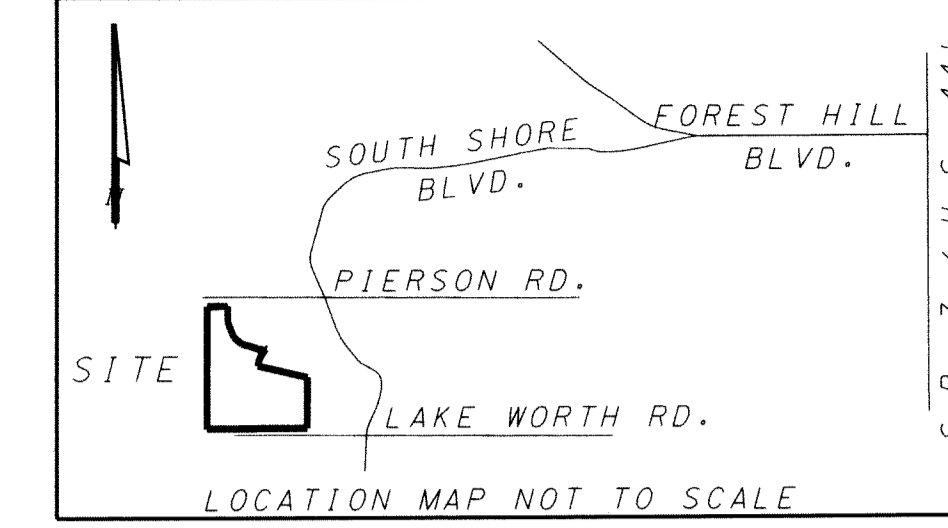 FOREST HILL
BLVD.
SOUTH SHORE
BLVD.
N
PIERSON RD.
SITE
LAKE WORTH RD.
LOCATION MAP NOT TO SCALE